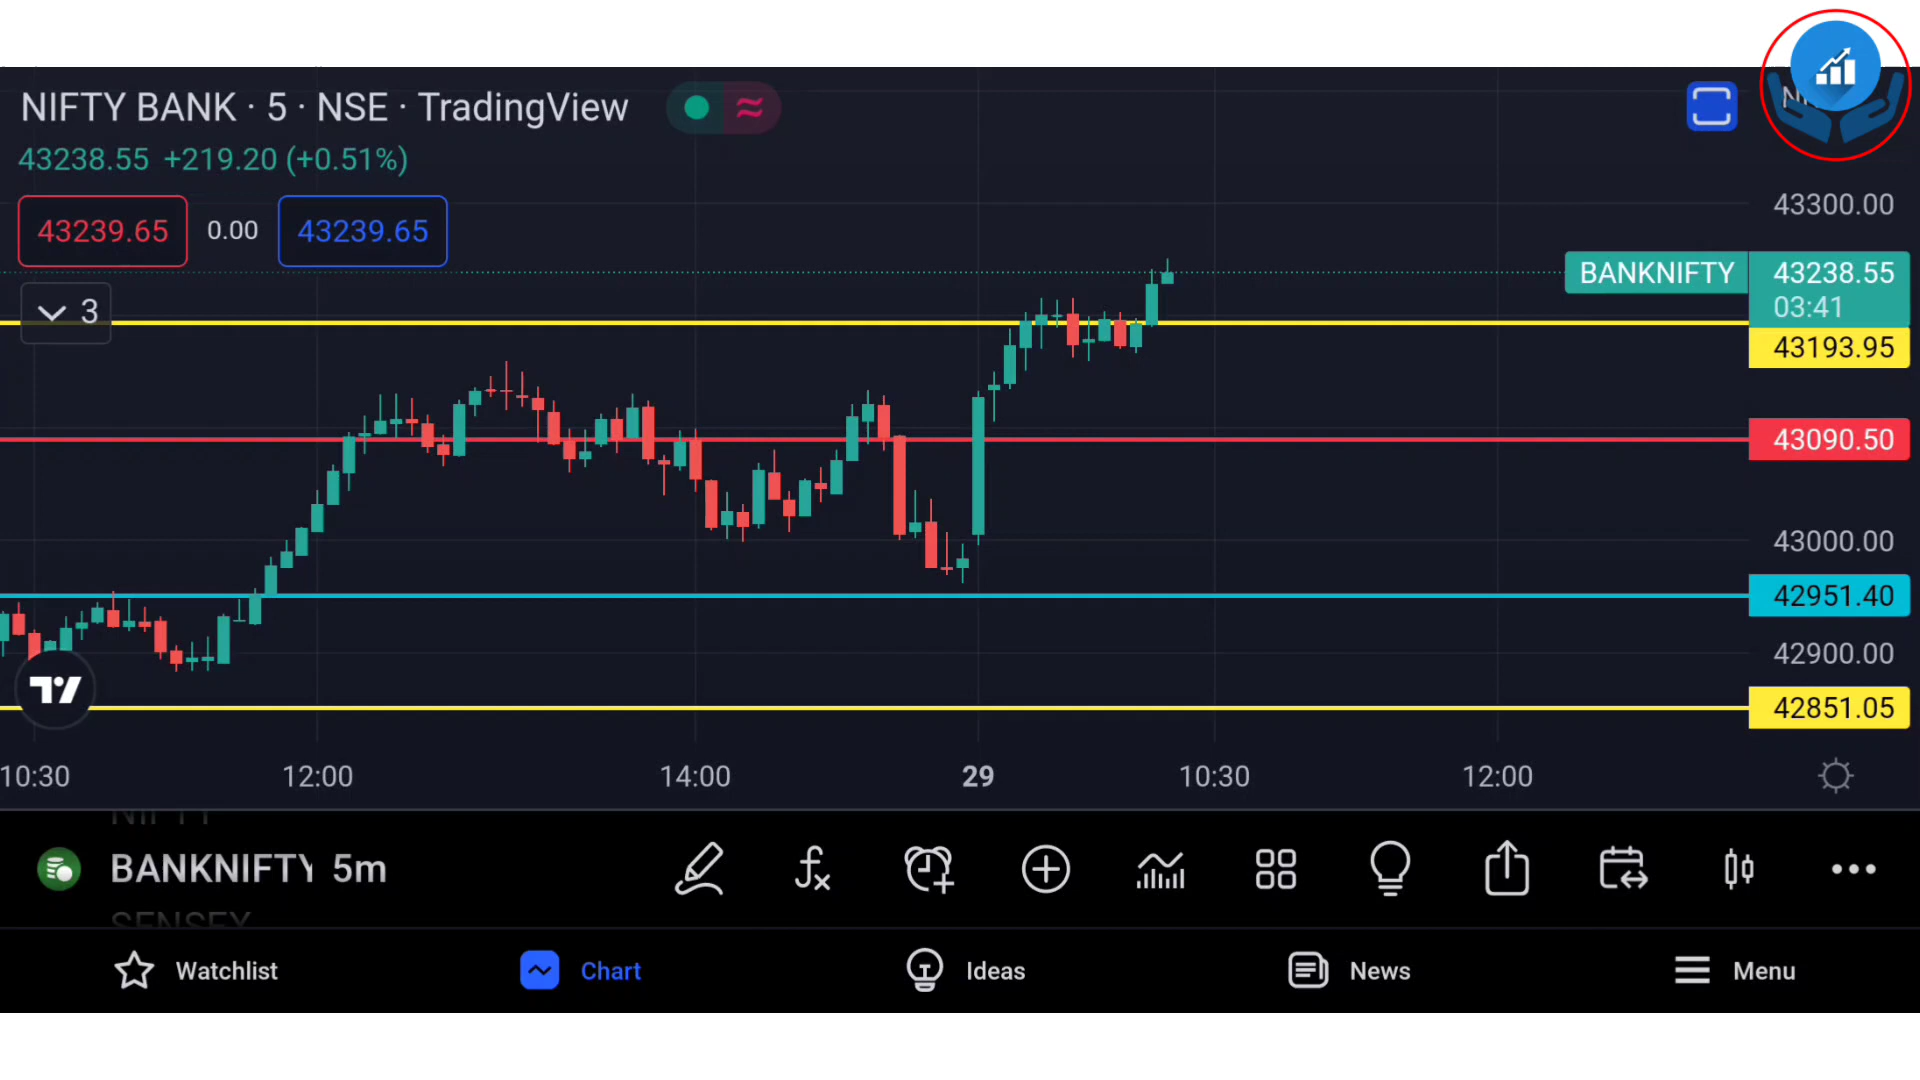 NIFTY BANK · 5 · NSE · TradingView
43238.55 +219.20 (+0.51%)
43239.65 0.00 43239.65
3
43300.00
BANKNIFTY 43238.55
03:41
43193.95
43090.50
43000.00
42951.40
42900.00
42851.05
10:30 12:00 14:00 29 10:30 12:00
NIFTY
BANKNIFTY 5m
SENSEX
Watchlist Chart Ideas News Menu